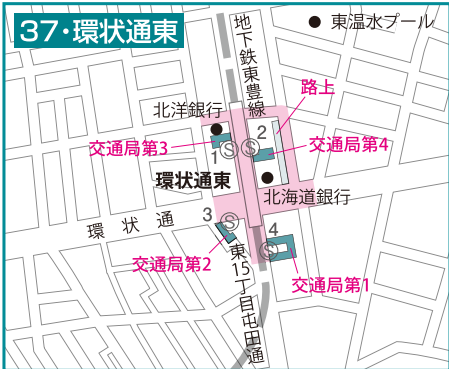 37・環状通東
東温水プール
地下鉄東豊線
路上
北洋銀行
交通局第3
2
交通局第4
1
S
S
環状通東
北海道銀行
環状通
3
S
4
S
交通局第2
交通局第1
東15丁目屯田通